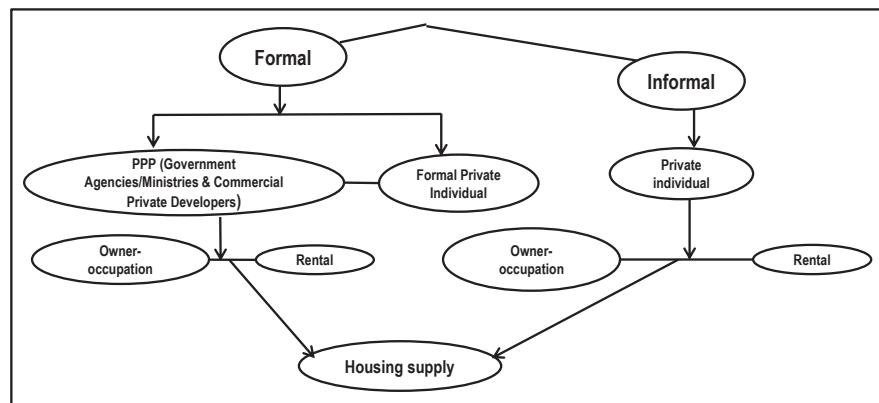 Formal
Informal
PPP (Government
Agencies/Ministries & Commercial
Private Developers)
Formal Private
Individual
Private
individual
Owner-
occupation
Rental
Owner-
occupation
Rental
Housing supply